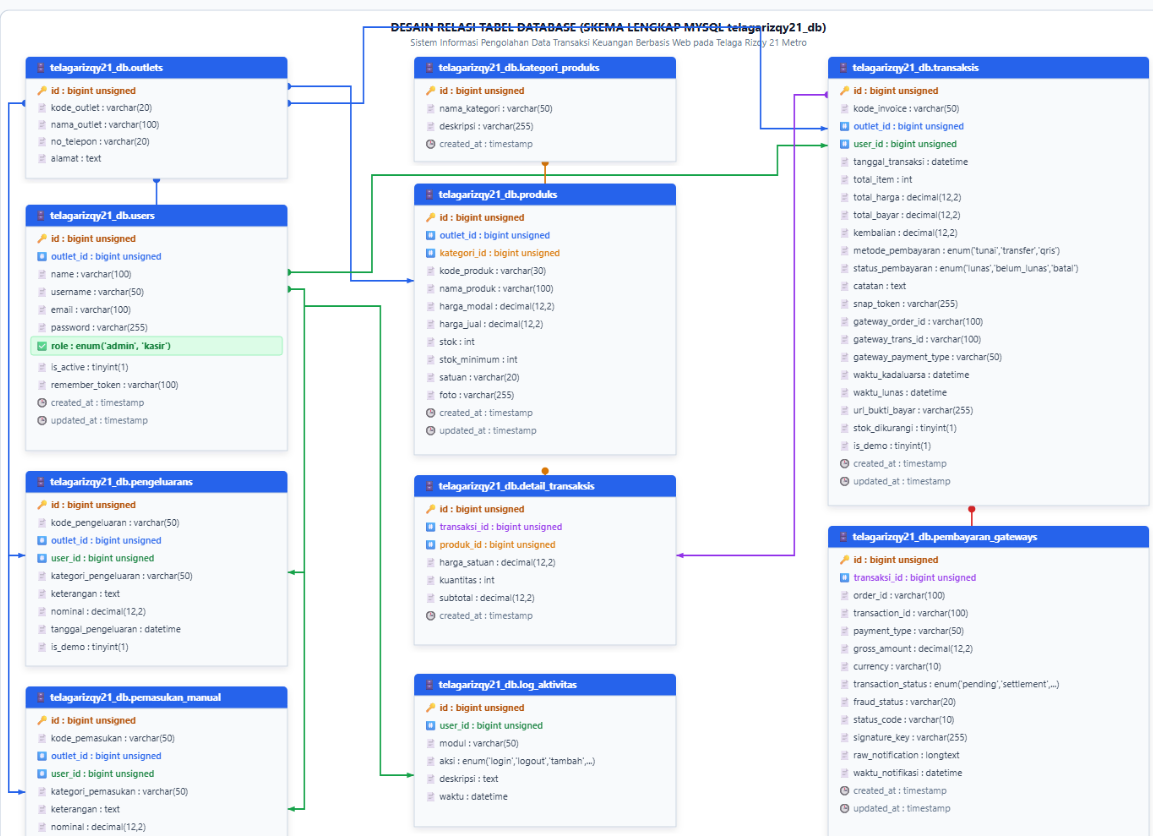 DESAIN RELASI TABEL DATABASE (SKEMA LENGKAP MYSQL telagarizqy21_db)
Sistem Informasi Pengolahan Data Transaksi Keuangan Berbasis Web pada Telaga Rizqy 21 Metro
telagarizqy21_db.outlets
id : bigint unsigned
kode_outlet : varchar(20)
nama_outlet : varchar(100)
no_telepon : varchar(20)
alamat : text
telagarizqy21_db.users
id : bigint unsigned
outlet_id : bigint unsigned
name : varchar(100)
username : varchar(50)
email : varchar(100)
password : varchar(255)
role : enum('admin', 'kasir')
is_active : tinyint(1)
remember_token : varchar(100)
created_at : timestamp
updated_at : timestamp
telagarizqy21_db.pengeluarans
id : bigint unsigned
kode_pengeluaran : varchar(50)
outlet_id : bigint unsigned
user_id : bigint unsigned
kategori_pengeluaran : varchar(50)
keterangan : text
nominal : decimal(12,2)
tanggal_pengeluaran : datetime
is_demo : tinyint(1)
telagarizqy21_db.pemasukan_manual
id : bigint unsigned
kode_pemasukan : varchar(50)
outlet_id : bigint unsigned
user_id : bigint unsigned
kategori_pemasukan : varchar(50)
keterangan : text
nominal : decimal(12,2)
telagarizqy21_db.kategori_produks
id : bigint unsigned
nama_kategori : varchar(50)
deskripsi : varchar(255)
created_at : timestamp
telagarizqy21_db.produks
id : bigint unsigned
outlet_id : bigint unsigned
kategori_id : bigint unsigned
kode_produk : varchar(30)
nama_produk : varchar(100)
harga_modal : decimal(12,2)
harga_jual : decimal(12,2)
stok : int
stok_minimum : int
satuan : varchar(20)
foto : varchar(255)
created_at : timestamp
updated_at : timestamp
telagarizqy21_db.detail_transaksis
id : bigint unsigned
transaksi_id : bigint unsigned
produk_id : bigint unsigned
harga_satuan : decimal(12,2)
kuantitas : int
subtotal : decimal(12,2)
created_at : timestamp
telagarizqy21_db.log_aktivitas
id : bigint unsigned
user_id : bigint unsigned
modul : varchar(50)
aksi : enum('login','logout','tambah',...)
deskripsi : text
waktu : datetime
telagarizqy21_db.transaksis
id : bigint unsigned
kode_invoice : varchar(50)
outlet_id : bigint unsigned
user_id : bigint unsigned
tanggal_transaksi : datetime
total_item : int
total_harga : decimal(12,2)
total_bayar : decimal(12,2)
kembalian : decimal(12,2)
metode_pembayaran : enum('tunai','transfer','qris')
status_pembayaran : enum('lunas','belum_lunas','batal')
catatan : text
snap_token : varchar(255)
gateway_order_id : varchar(100)
gateway_trans_id : varchar(100)
gateway_payment_type : varchar(50)
waktu_kadaluarsa : datetime
waktu_lunas : datetime
url_bukti_bayar : varchar(255)
stok_dikurangi : tinyint(1)
is_demo : tinyint(1)
created_at : timestamp
updated_at : timestamp
telagarizqy21_db.pembayaran_gateways
id : bigint unsigned
transaksi_id : bigint unsigned
order_id : varchar(100)
transaction_id : varchar(100)
payment_type : varchar(50)
gross_amount : decimal(12,2)
currency : varchar(10)
transaction_status : enum('pending','settlement',...)
fraud_status : varchar(20)
status_code : varchar(10)
signature_key : varchar(255)
raw_notification : longtext
waktu_notifikasi : datetime
created_at : timestamp
updated_at : timestamp